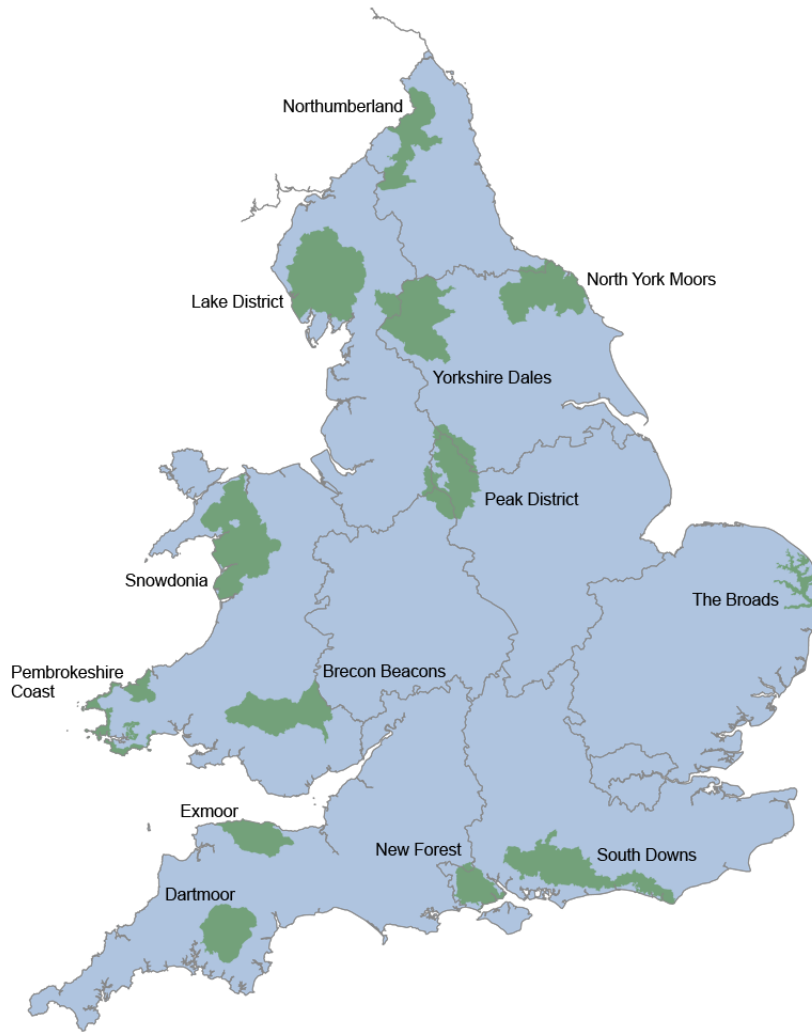 Northumberland
North York Moors
Lake District
Yorkshire Dales
Peak District
Snowdonia
The Broads
Pembrokeshire
Coast
Brecon Beacons
Exmoor
New Forest
South Downs
Dartmoor